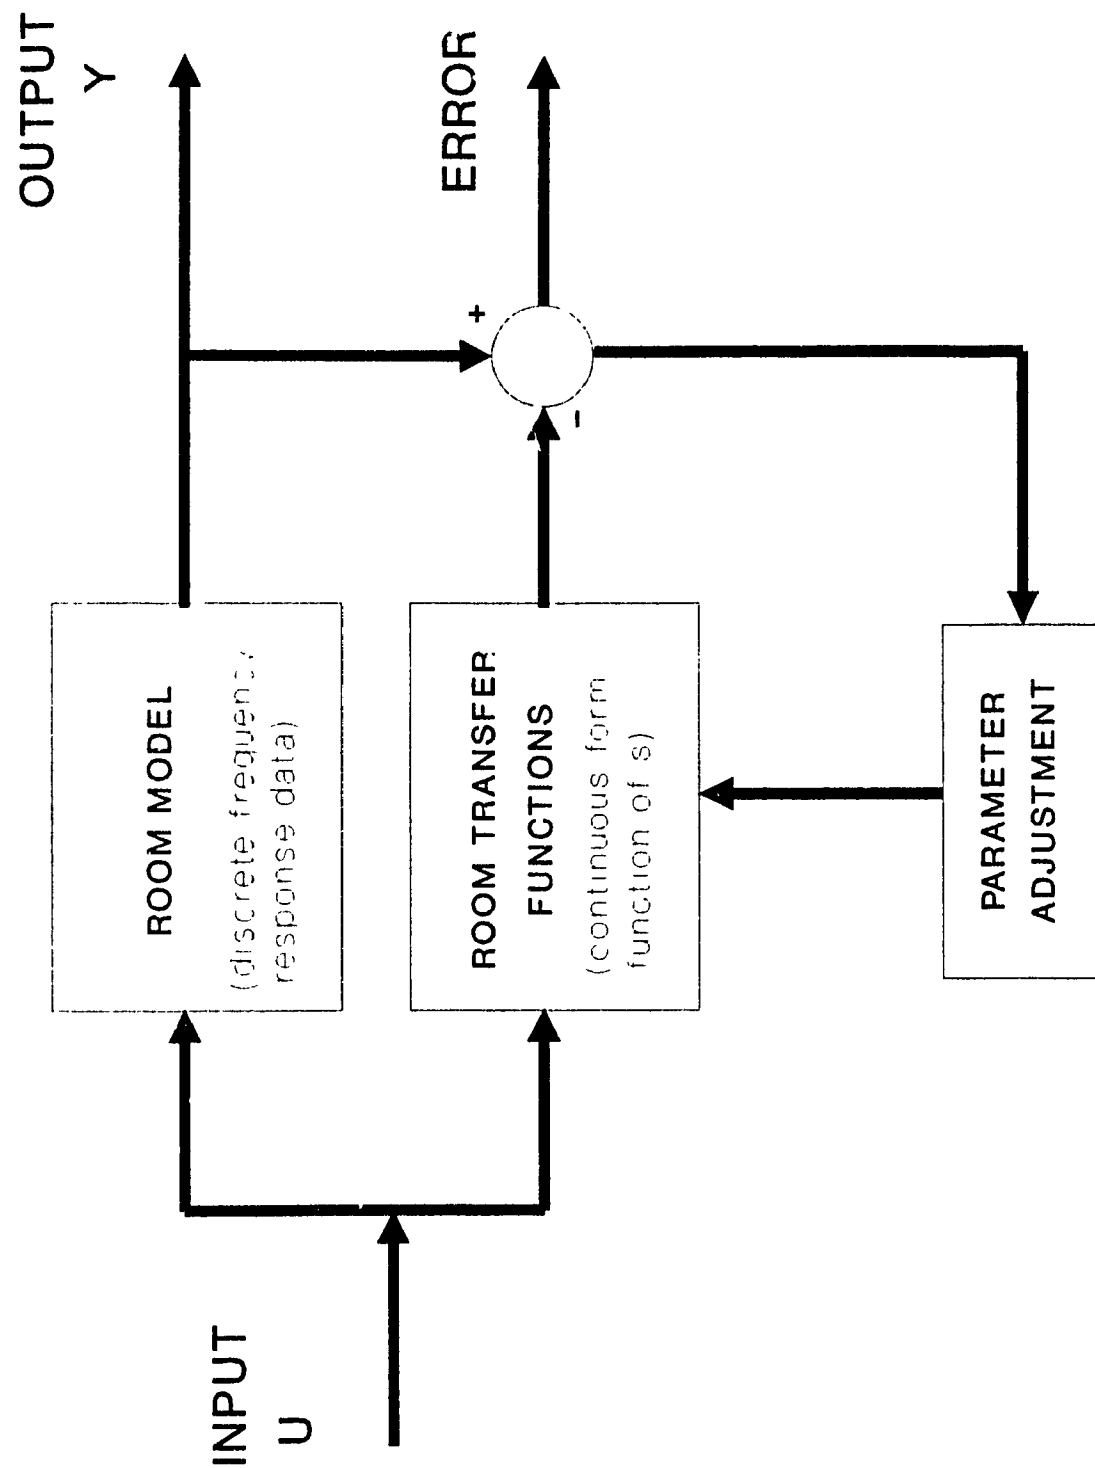 INPUT
U
ROOM MODEL
(discrete frequency
response data)
ROOM TRANSFER
FUNCTIONS
(continuous form
function of s)
PARAMETER
ADJUSTMENT
+
-
OUTPUT
Y
ERROR